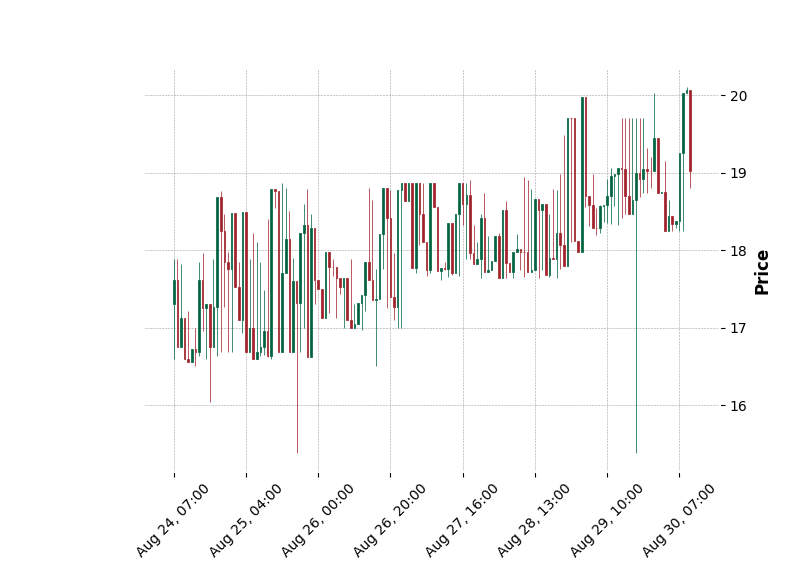 20
19
18
17
16
Price
Aug 24, 07:00
Aug 25, 04:00
Aug 26, 00:00
Aug 26, 20:00
Aug 27, 16:00
Aug 28, 13:00
Aug 29, 10:00
Aug 30, 07:00